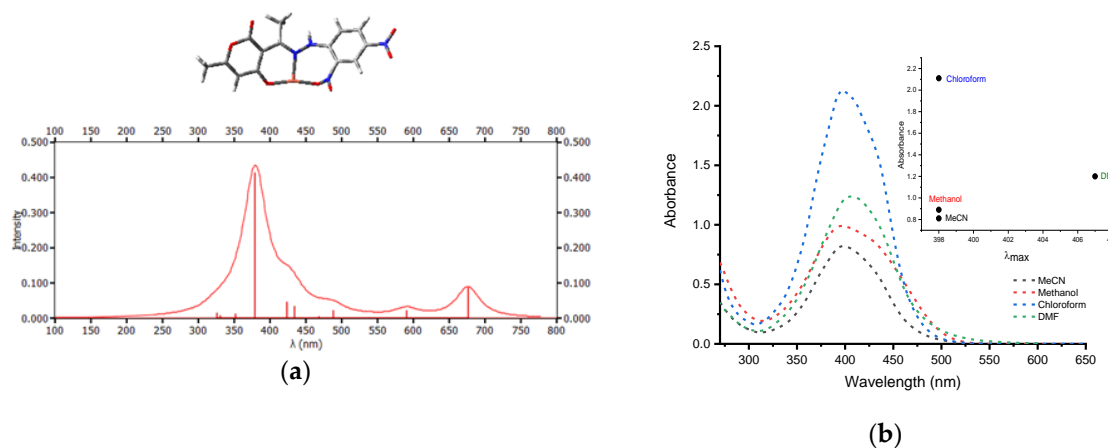 100 150 200 250 300 350 400 450 500 550 600 650 700 750 800
0.500 0.500
0.400 0.400
0.300 0.300
0.200 0.200
0.100 0.100
0.000 0.000
Intensity
100 150 200 250 300 350 400 450 500 550 600 650 700 750 800
λ (nm)
(a)
b)
2.5
2.0
1.5
1.0
0.5
0.0
Aborbance
300 350 400 450 500 550 600 650
Wavelength (nm)
2.2
2.0
1.8
1.6
1.4
1.2
1.0
0.8
Absorbance
Chloroform
DM
Methanol
MeCN
398 400 402 404 406 4
λmax
MeCN
Methanol
Chloroform
DMF
(b)